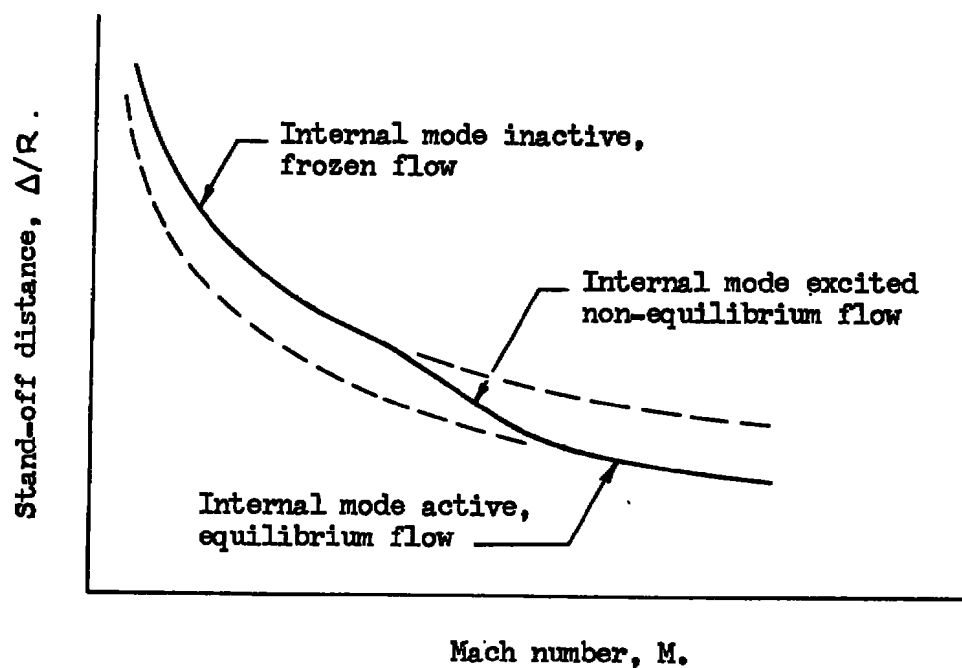 Internal mode inactive,
frozen flow
Internal mode excited
non-equilibrium flow
Internal mode active,
equilibrium flow
Stand-off distance, Δ/R.
Mach number, M.